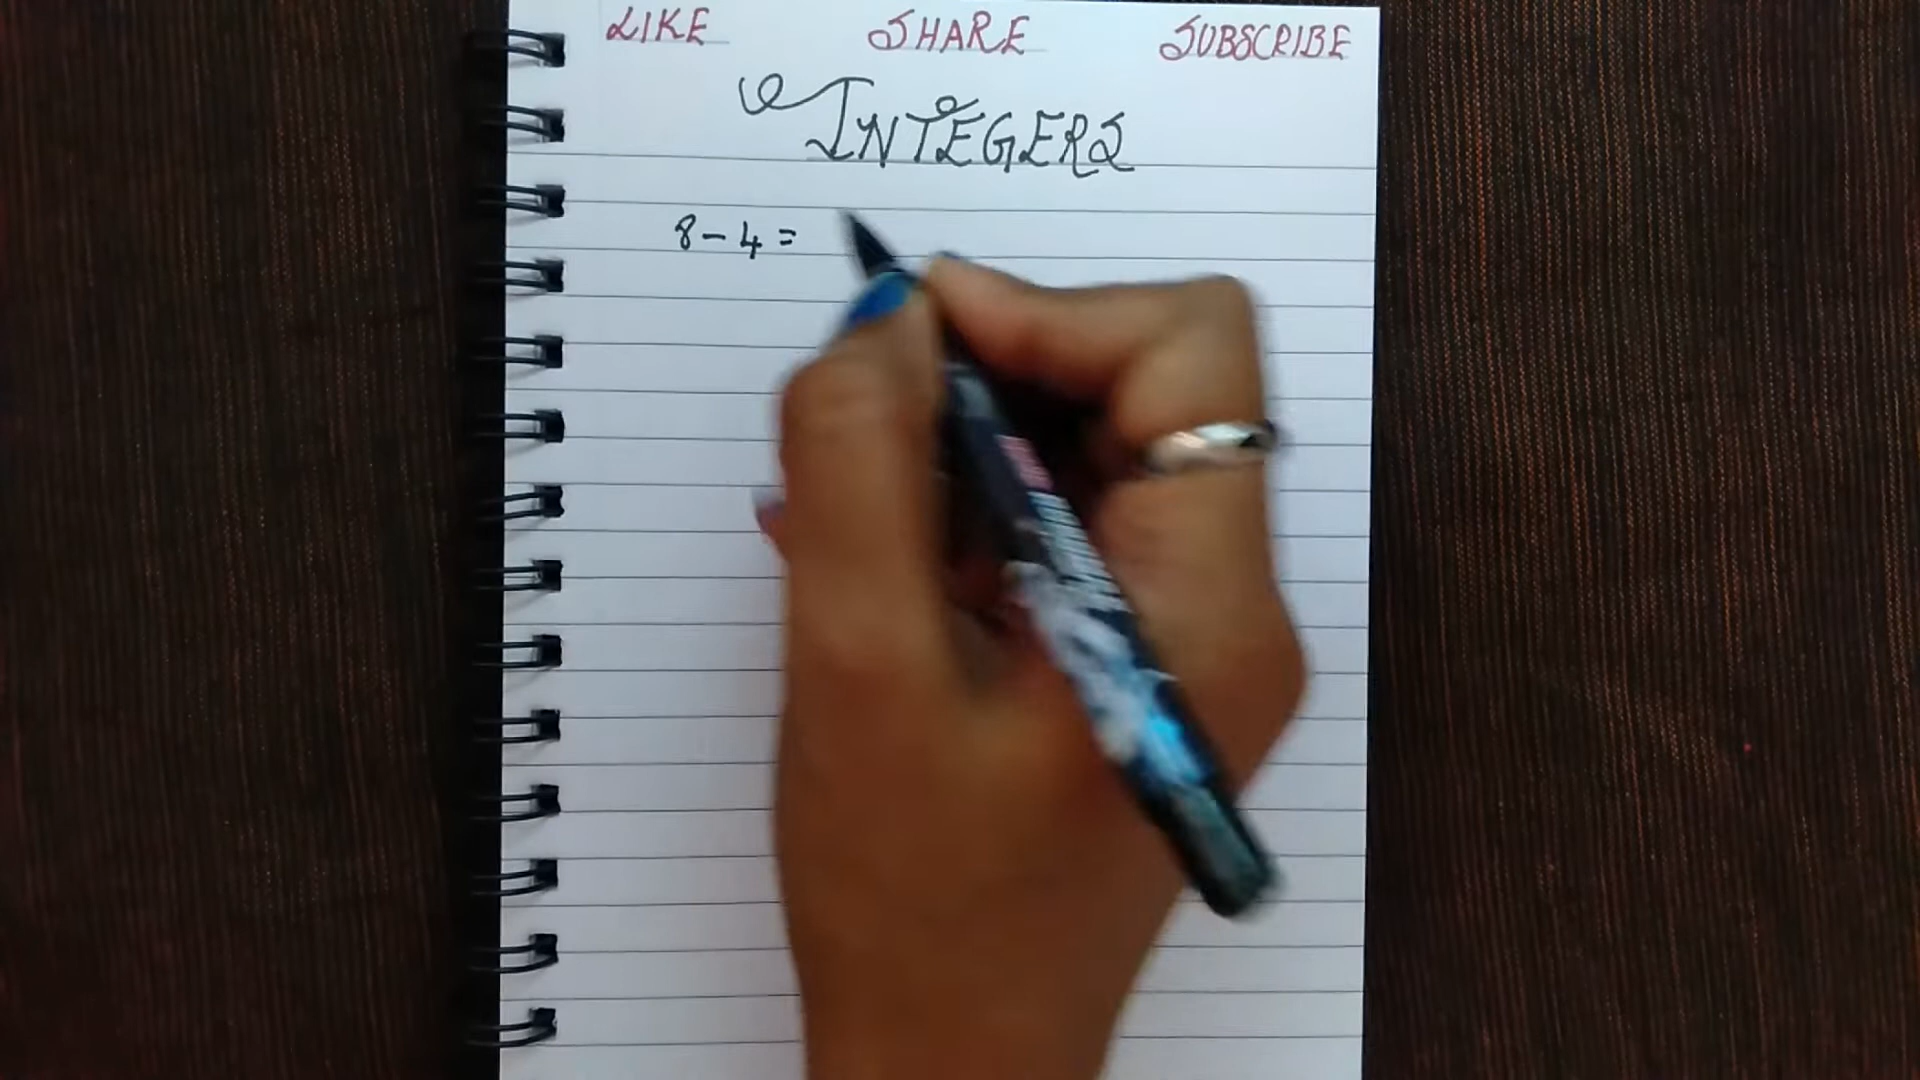 LIKE SHARE SUBSCRIBE
INTEGERS
8 - 4 =